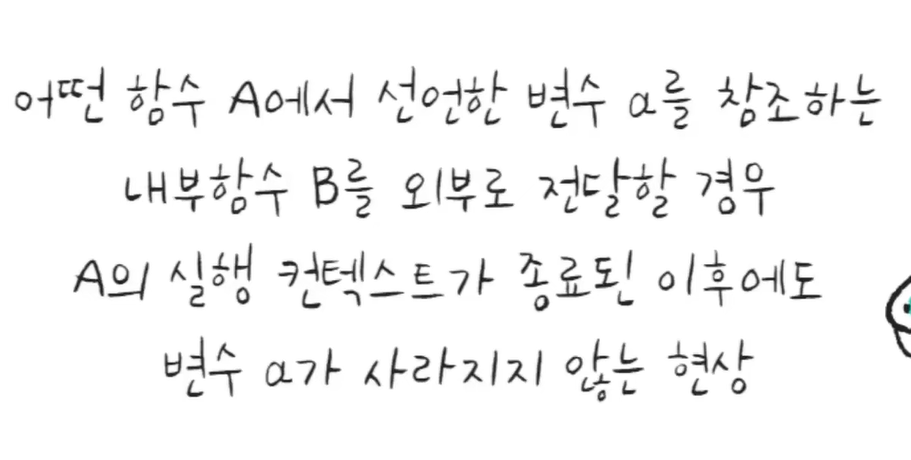 어떤 함수 A에서 선언한 변수 a를 참조하는
내부함수 B를 외부로 전달할 경우
A의 실행 컨텍스트가 종료된 이후에도
변수 a가 사라지지 않는 현상